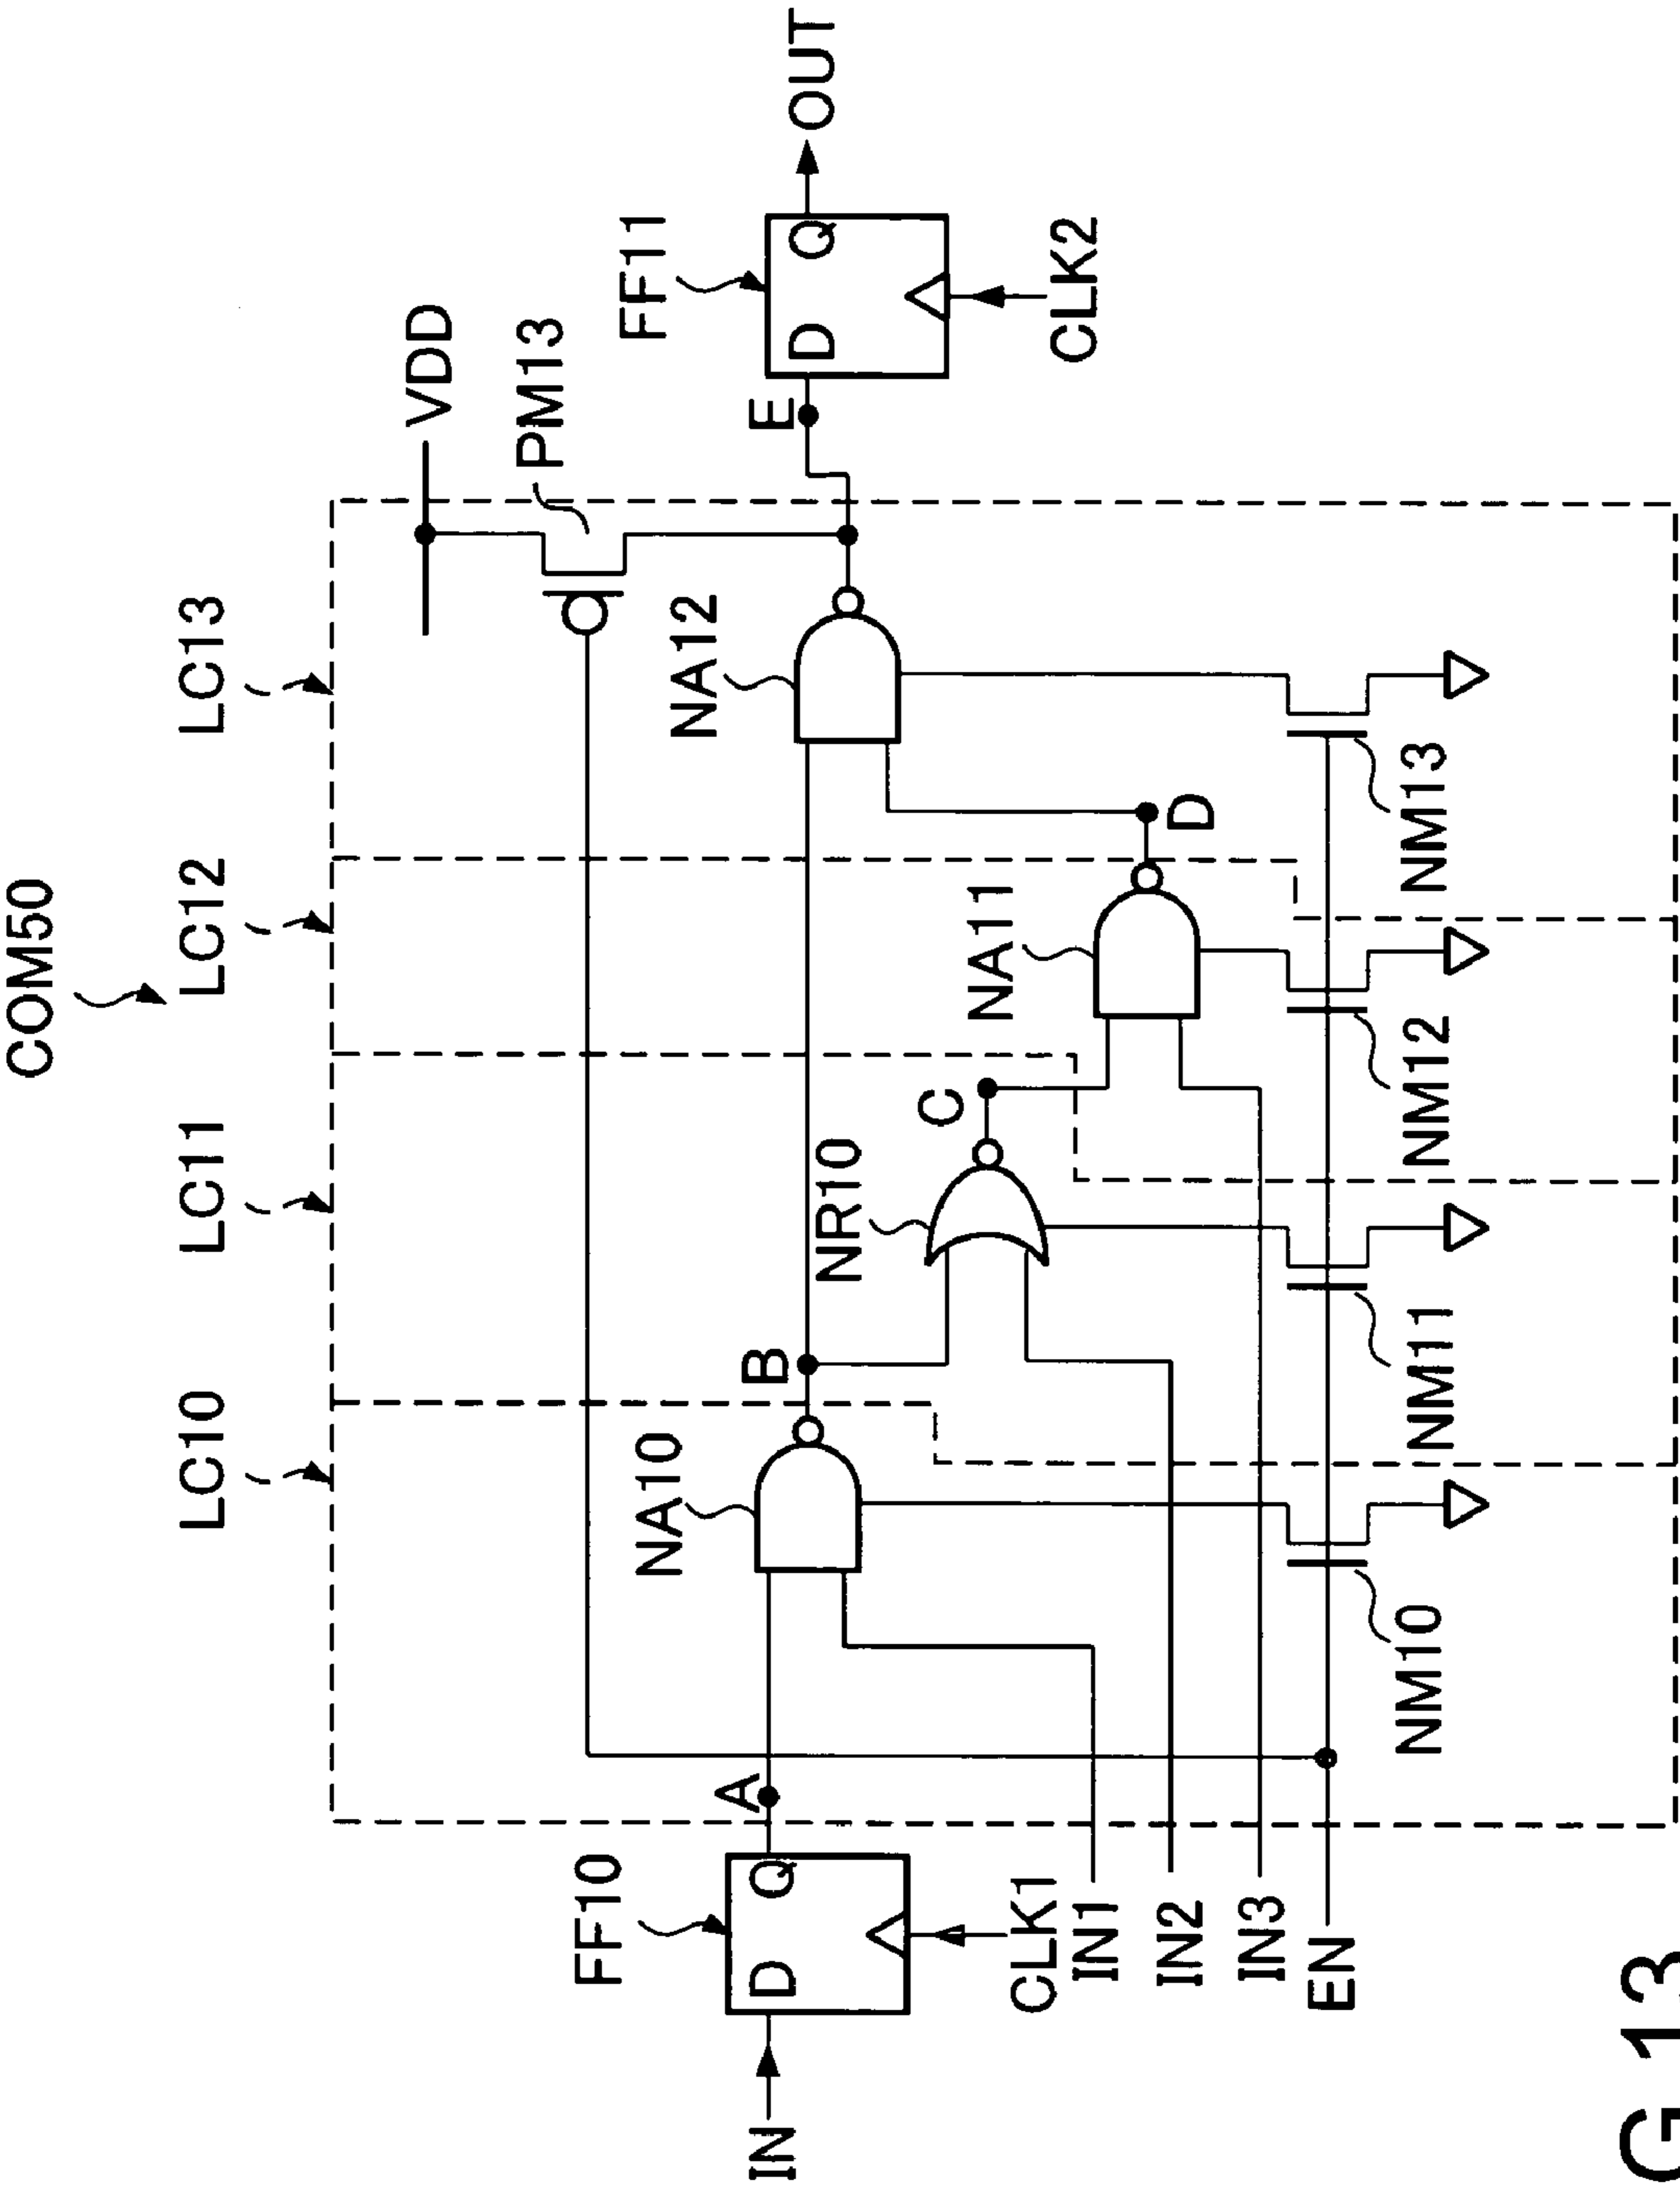 COM50
LC10
LC11
LC12
LC13
VDD
PM13
FF10
D
Q
IN
CLK1
A
NA10
B
NR10
C
NA11
D
NA12
E
FF11
D
Q
OUT
CLK2
IN1
IN2
IN3
EN
NM10
NM11
NM12
NM13
G 13